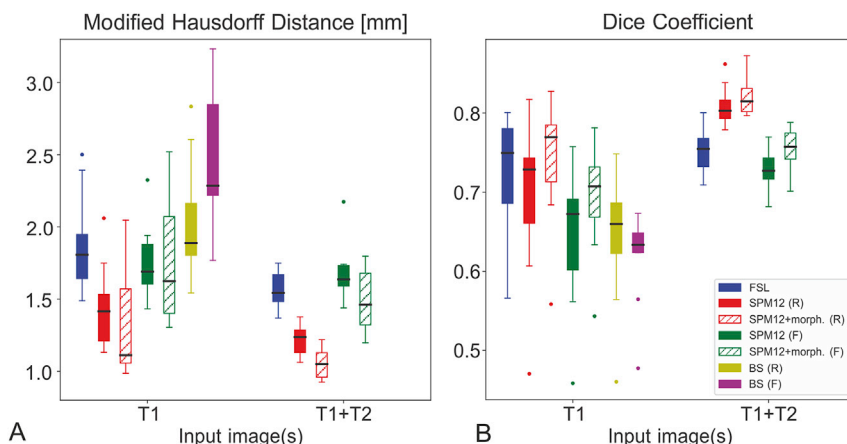 Modified Hausdorff Distance [mm]
3.0
2.5
2.0
1.5
1.0
T1
T1+T2
Input image(s)
A
Dice Coefficient
0.8
0.7
0.6
0.5
FSL
SPM12 (R)
SPM12+morph. (R)
SPM12 (F)
SPM12+morph. (F)
BS (R)
BS (F)
T1
T1+T2
Input image(s)
B